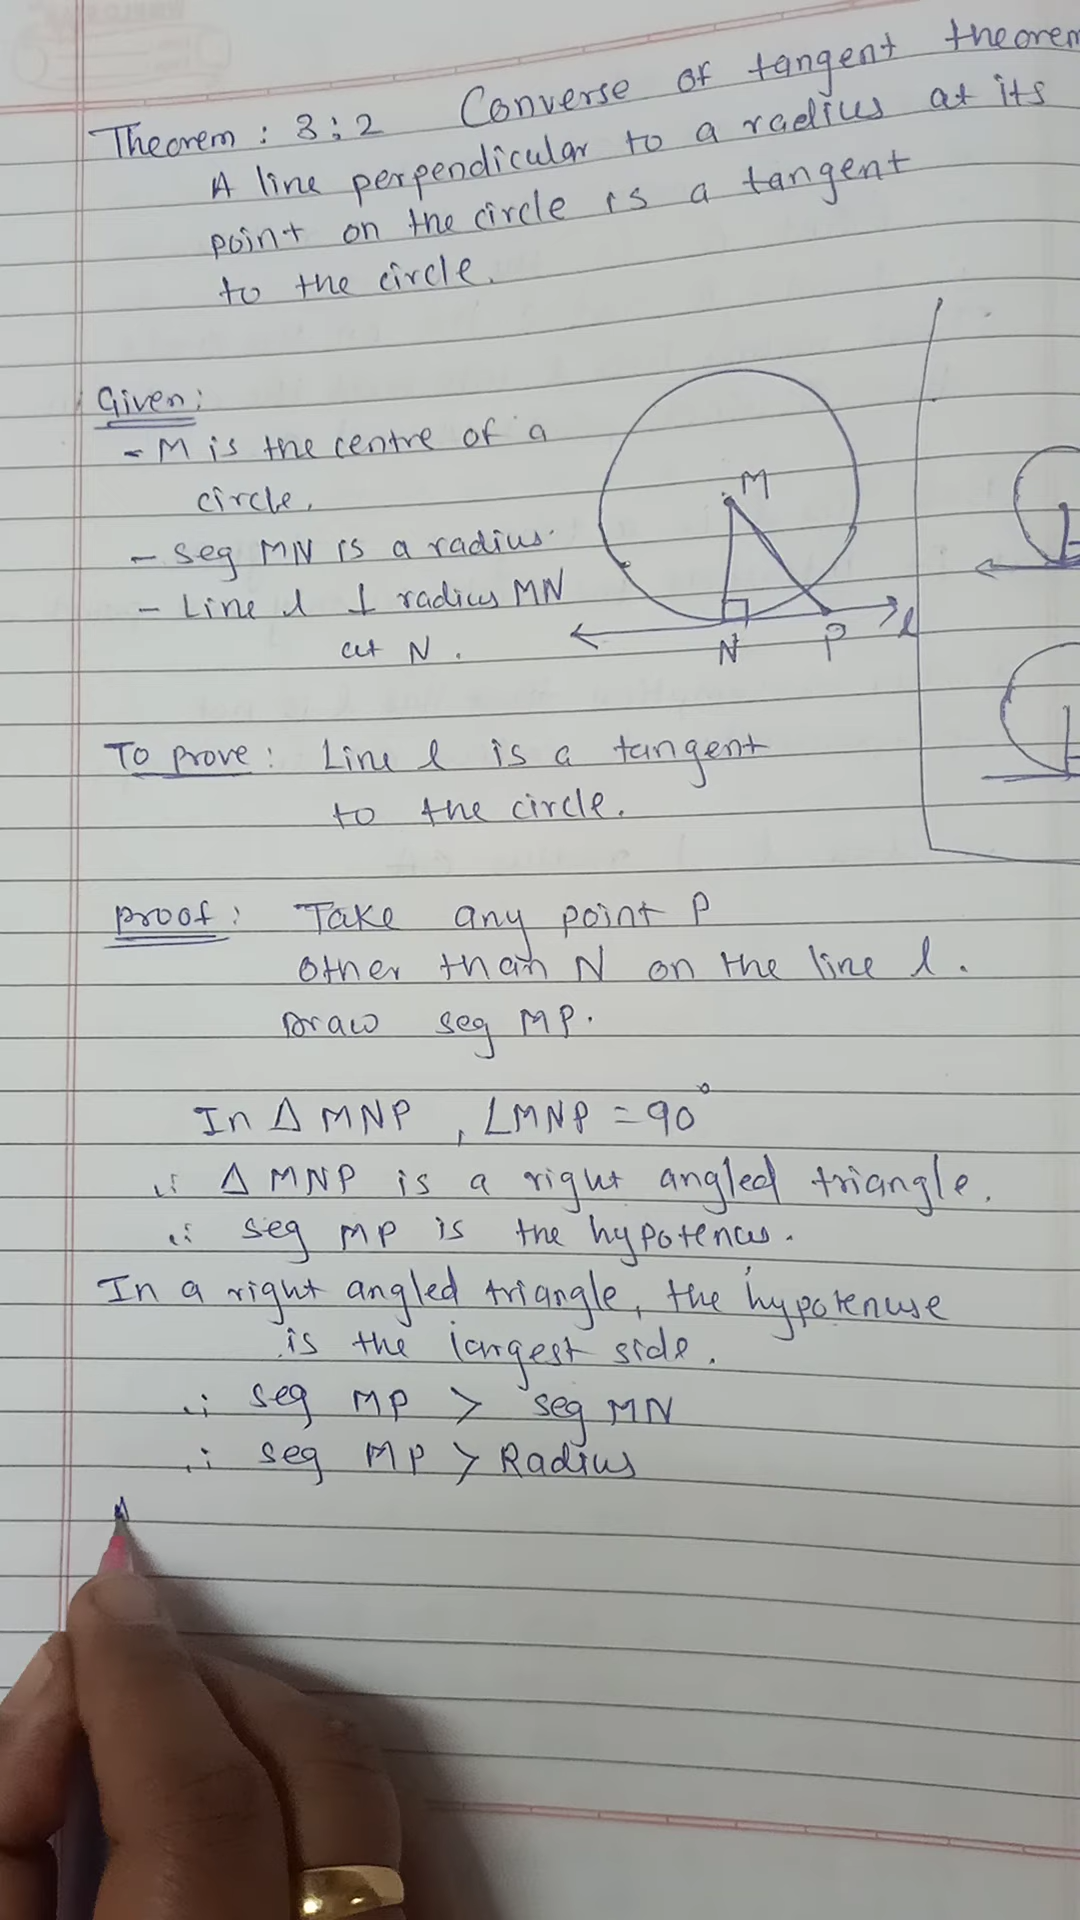 Converse of tangent theorem
Theorem : 3:2
A line perpendicular to a radius at its
point on the circle is a tangent
to the circle.
Given:
- M is the centre of a
circle.
- seg MN is a radius.
- Line l ⊥ radius MN
at N.
M
N
P
l
To prove: Line l is a tangent
to the circle.
proof: Take any point P
other than N on the line l.
Draw seg MP.
In Δ MNP, ∠MNP = 90°
∴ Δ MNP is a right angled triangle.
∴ seg MP is the hypotenus.
In a right angled triangle, the hypotenuse
is the largest side.
∴ seg MP > seg MN
∴ seg MP > Radius